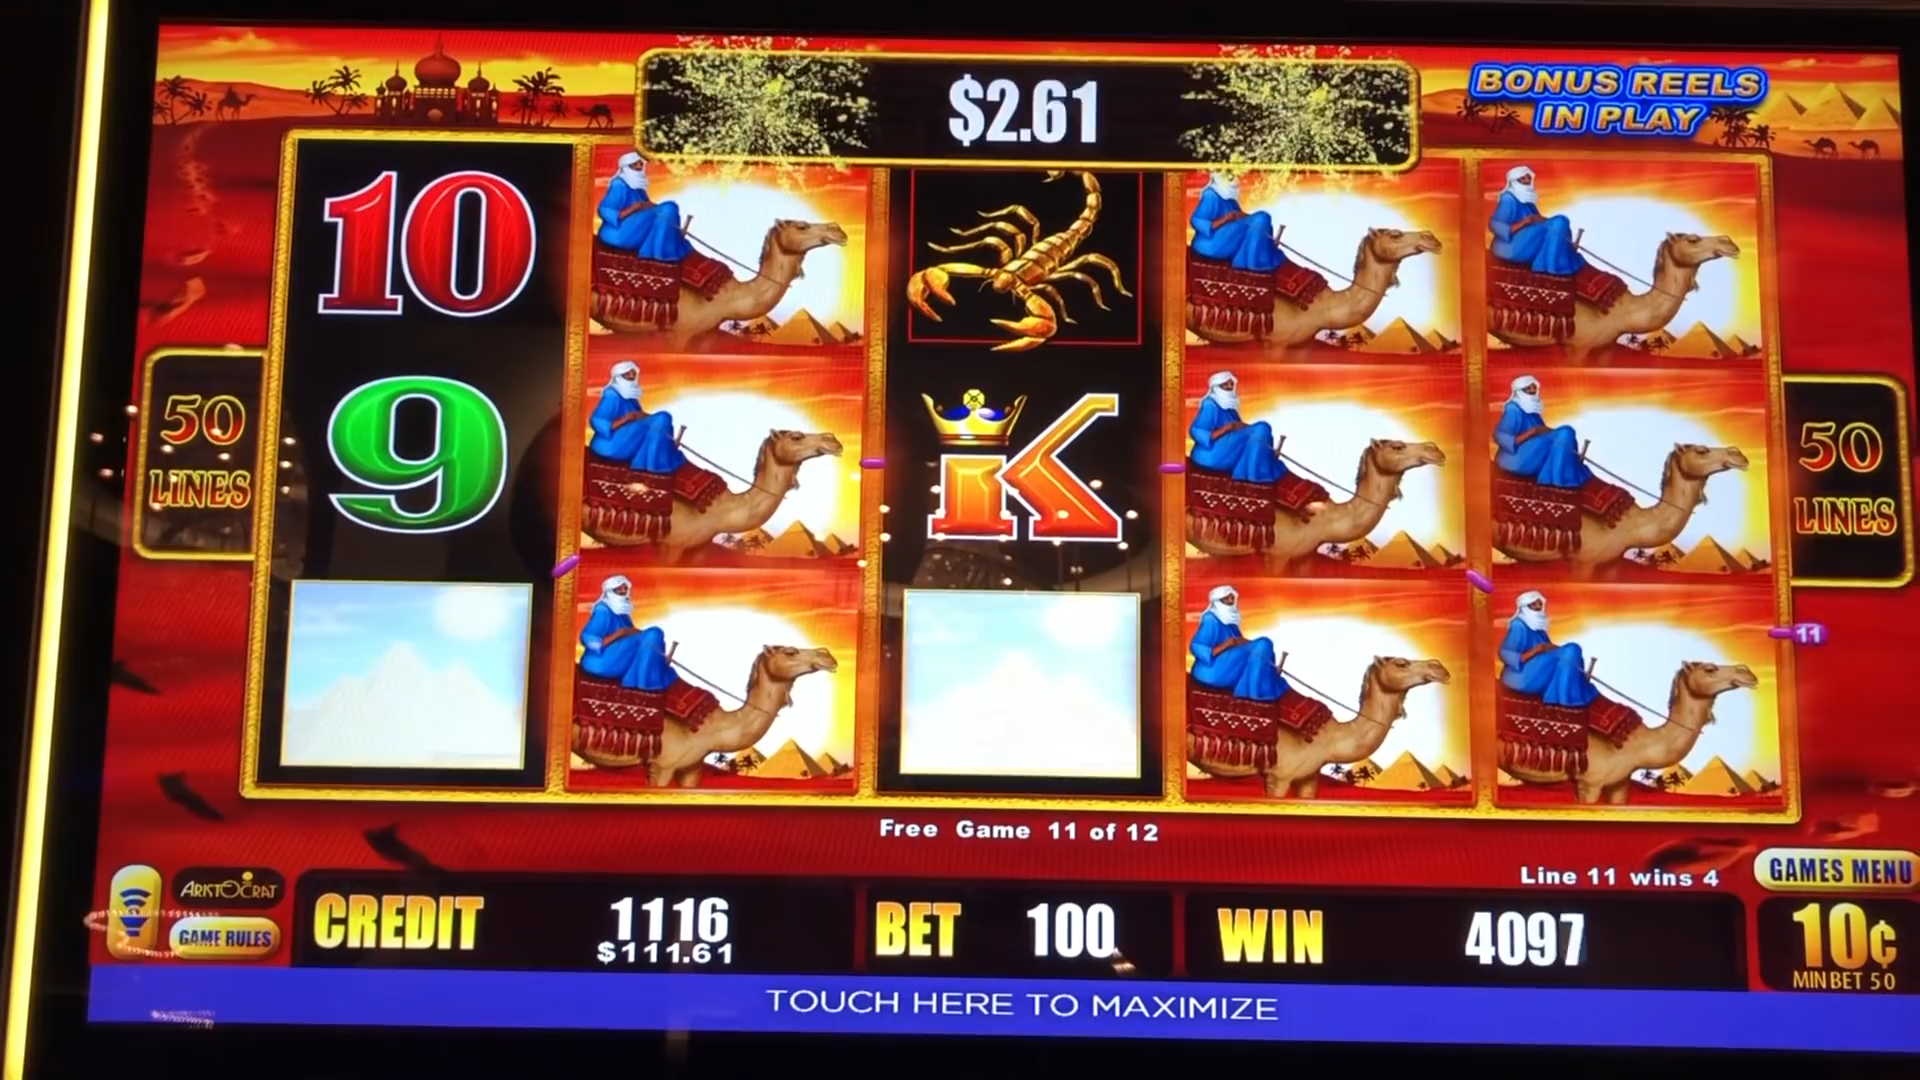 $2.61
BONUS REELS
IN PLAY
10
9
K
50
LINES
50
LINES
11
Free Game 11 of 12
Line 11 wins 4
GAMES MENU
ARISTOCRAT
GAME RULES
CREDIT 1116
$111.61
BET 100
WIN 4097
10¢
MIN BET 50
TOUCH HERE TO MAXIMIZE